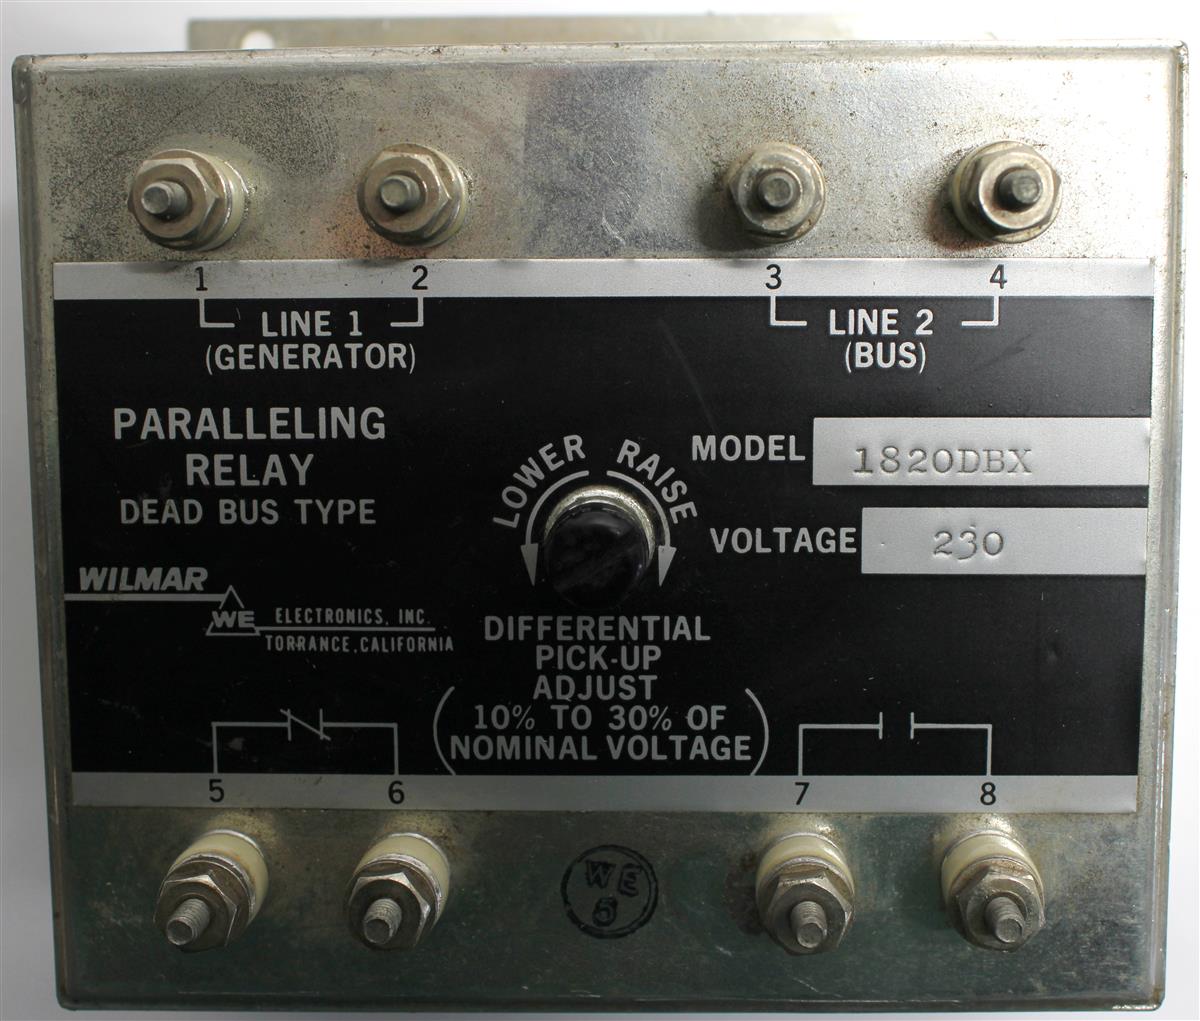 1 2 3 4
LINE 1
(GENERATOR)
LINE 2
(BUS)
PARALLELING
RELAY
DEAD BUS TYPE
LOWER RAISE
MODEL 1820DBX
VOLTAGE 230
WILMAR
WE ELECTRONICS, INC.
TORRANCE, CALIFORNIA
DIFFERENTIAL
PICK-UP
ADJUST
(10% TO 30% OF
NOMINAL VOLTAGE)
5 6 7 8
WE
5